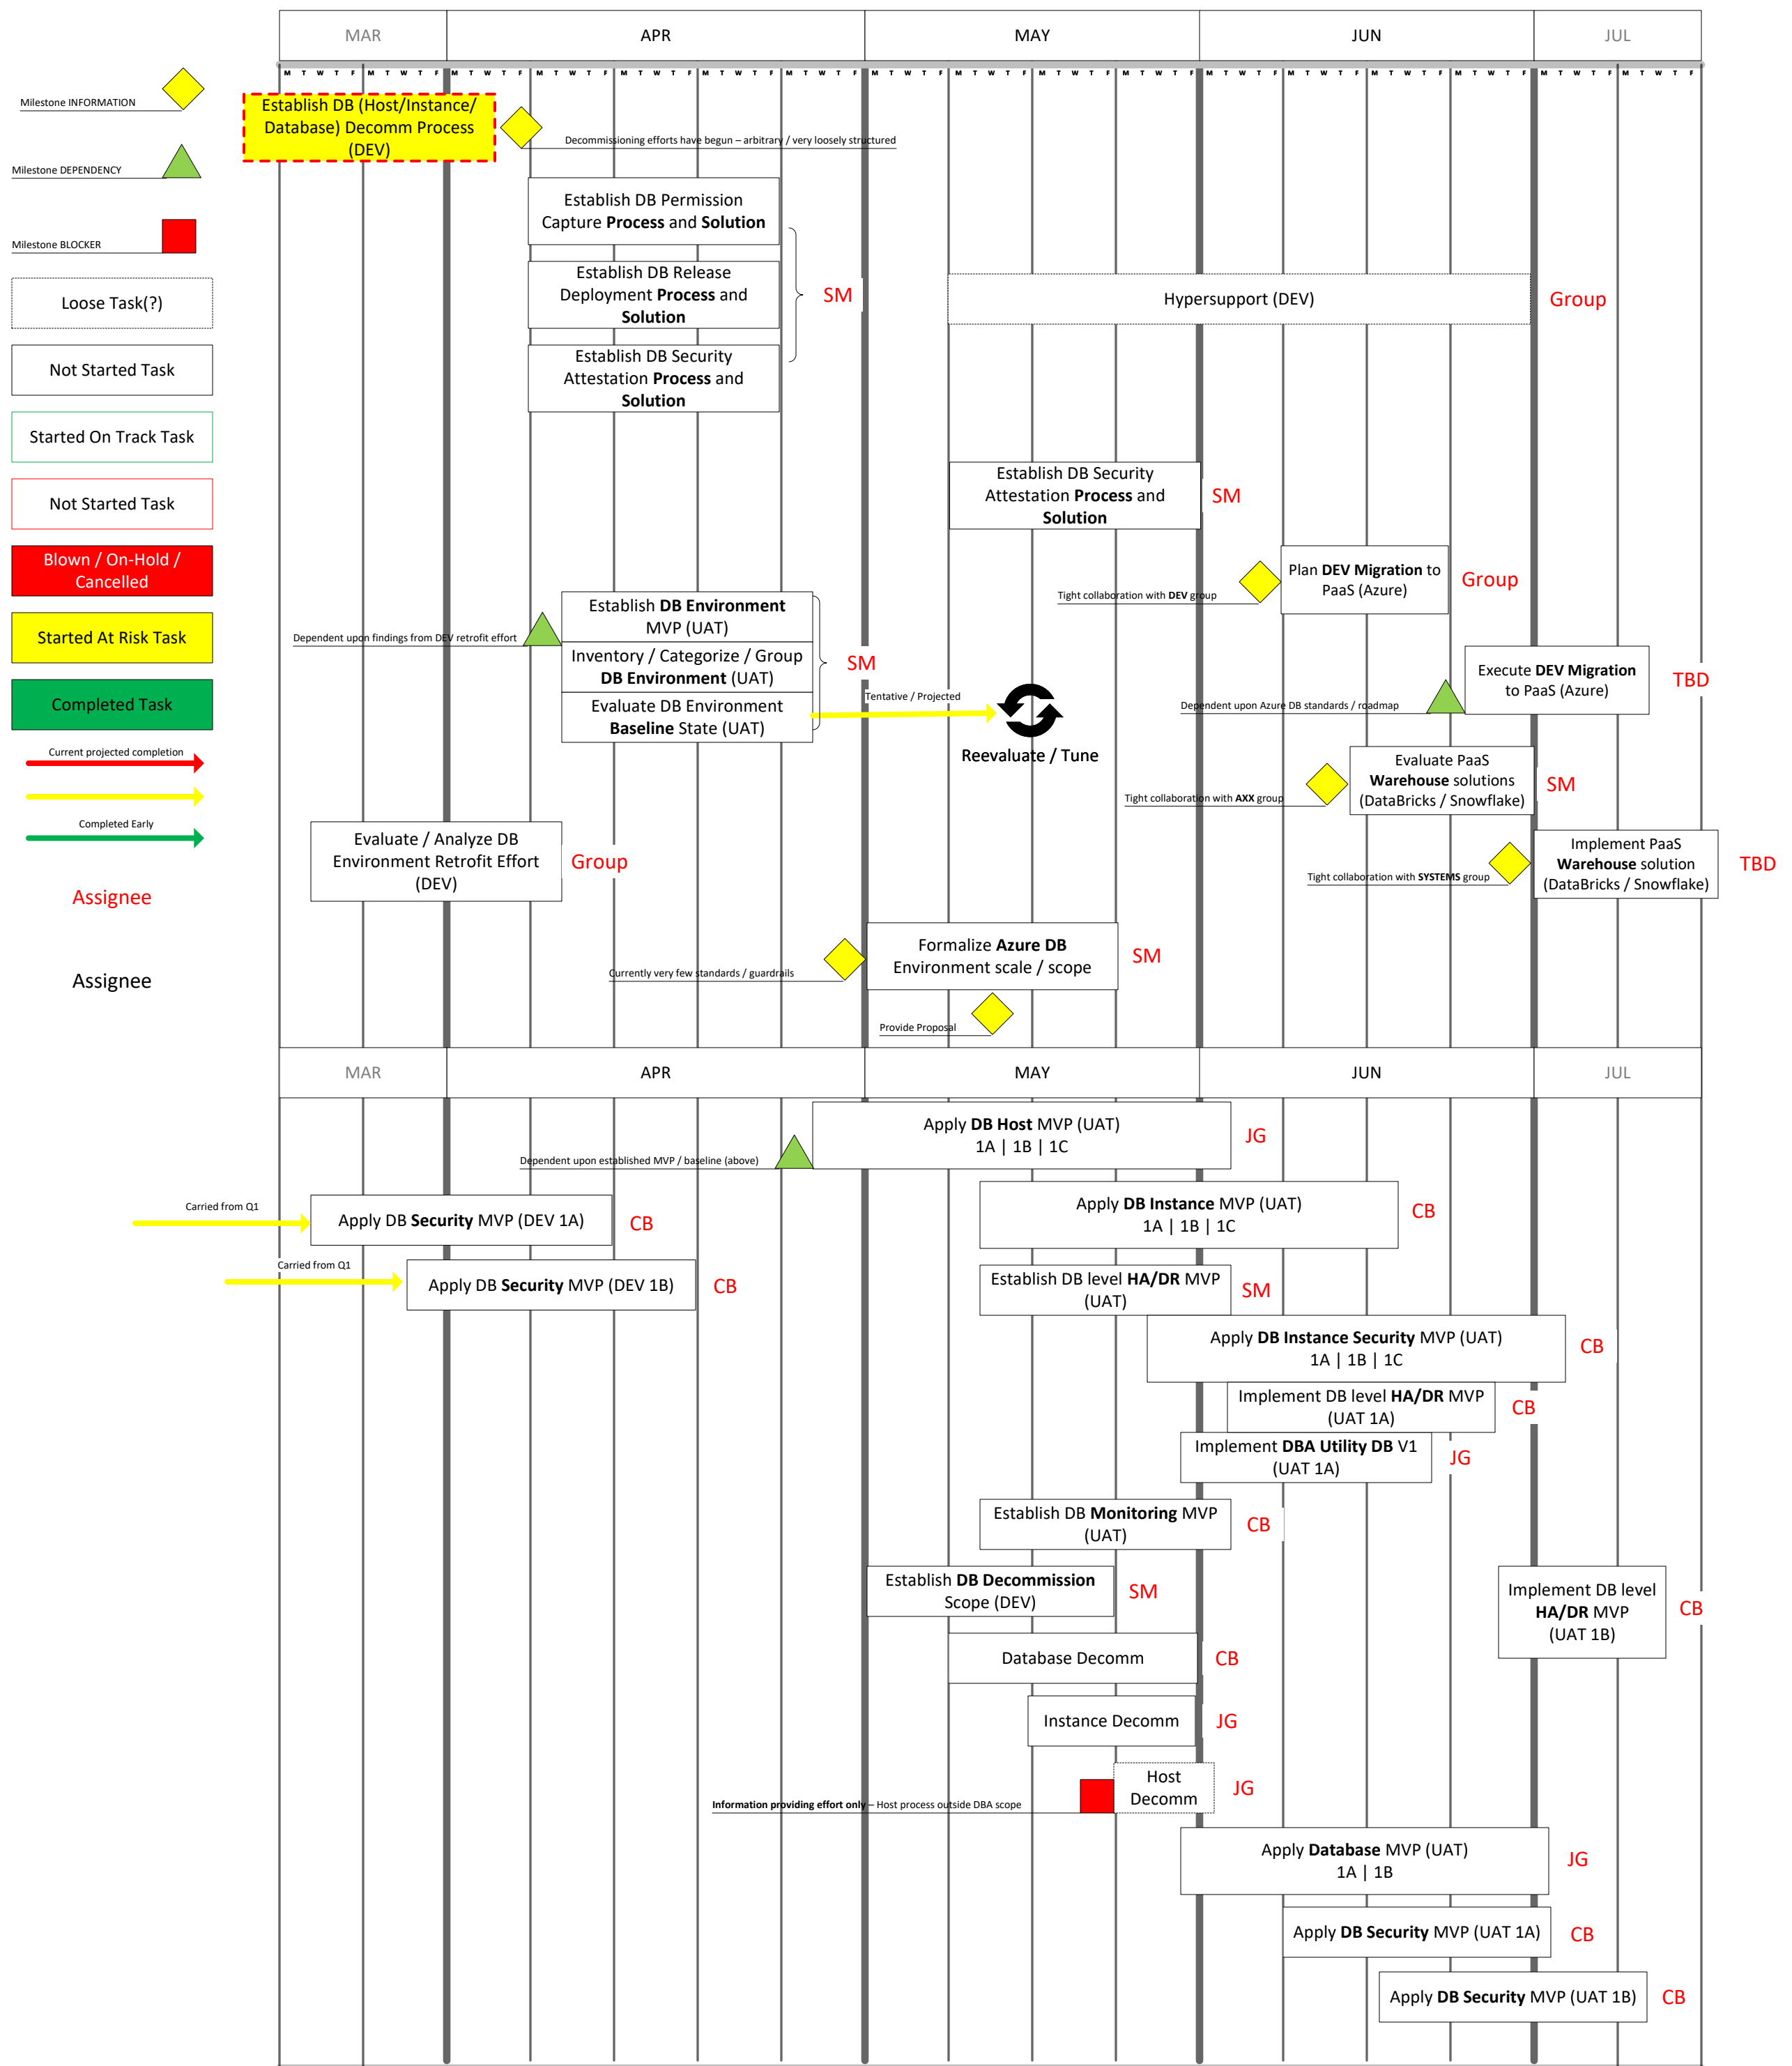 MAR APR MAY JUN JUL
M T W T F M T W T F M T W T F M T W T F M T W T F M T W T F M T W T F M T W T F M T W T F M T W T F M T W T F M T W T F M T W T F M T W T F M T W T F M T W T F M T W T F
Milestone INFORMATION
Milestone DEPENDENCY
Milestone BLOCKER
Loose Task(?)
Not Started Task
Started On Track Task
Not Started Task
Blown / On-Hold /
Cancelled
Started At Risk Task
Completed Task
Current projected completion
Completed Early
Assignee
Assignee
Establish DB (Host/Instance/
Database) Decomm Process
(DEV)
Decommissioning efforts have begun – arbitrary / very loosely structured
Establish DB Permission
Capture Process and Solution
Establish DB Release
Deployment Process and
Solution
Establish DB Security
Attestation Process and
Solution
SM
Hypersupport (DEV)
Group
Establish DB Security
Attestation Process and
Solution
SM
Tight collaboration with DEV group
Plan DEV Migration to
PaaS (Azure)
Group
Dependent upon findings from DEV retrofit effort
Establish DB Environment
MVP (UAT)
Inventory / Categorize / Group
DB Environment (UAT)
Evaluate DB Environment
Baseline State (UAT)
SM
Tentative / Projected
Reevaluate / Tune
Dependent upon Azure DB standards / roadmap
Execute DEV Migration
to PaaS (Azure)
TBD
Tight collaboration with AXX group
Evaluate PaaS
Warehouse solutions
(DataBricks / Snowflake)
SM
Evaluate / Analyze DB
Environment Retrofit Effort
(DEV)
Group
Tight collaboration with SYSTEMS group
Implement PaaS
Warehouse solution
(DataBricks / Snowflake)
TBD
Currently very few standards / guardrails
Formalize Azure DB
Environment scale / scope
SM
Provide Proposal
MAR APR MAY JUN JUL
Dependent upon established MVP / baseline (above)
Apply DB Host MVP (UAT)
1A | 1B | 1C
JG
Carried from Q1
Apply DB Security MVP (DEV 1A)
CB
Apply DB Instance MVP (UAT)
1A | 1B | 1C
CB
Carried from Q1
Apply DB Security MVP (DEV 1B)
CB
Establish DB level HA/DR MVP
(UAT)
SM
Apply DB Instance Security MVP (UAT)
1A | 1B | 1C
CB
Implement DB level HA/DR MVP
(UAT 1A)
CB
Implement DBA Utility DB V1
(UAT 1A)
JG
Establish DB Monitoring MVP
(UAT)
CB
Establish DB Decommission
Scope (DEV)
SM
Implement DB level
HA/DR MVP
(UAT 1B)
CB
Database Decomm
CB
Instance Decomm
JG
Information providing effort only – Host process outside DBA scope
Host
Decomm
JG
Apply Database MVP (UAT)
1A | 1B
JG
Apply DB Security MVP (UAT 1A)
CB
Apply DB Security MVP (UAT 1B)
CB